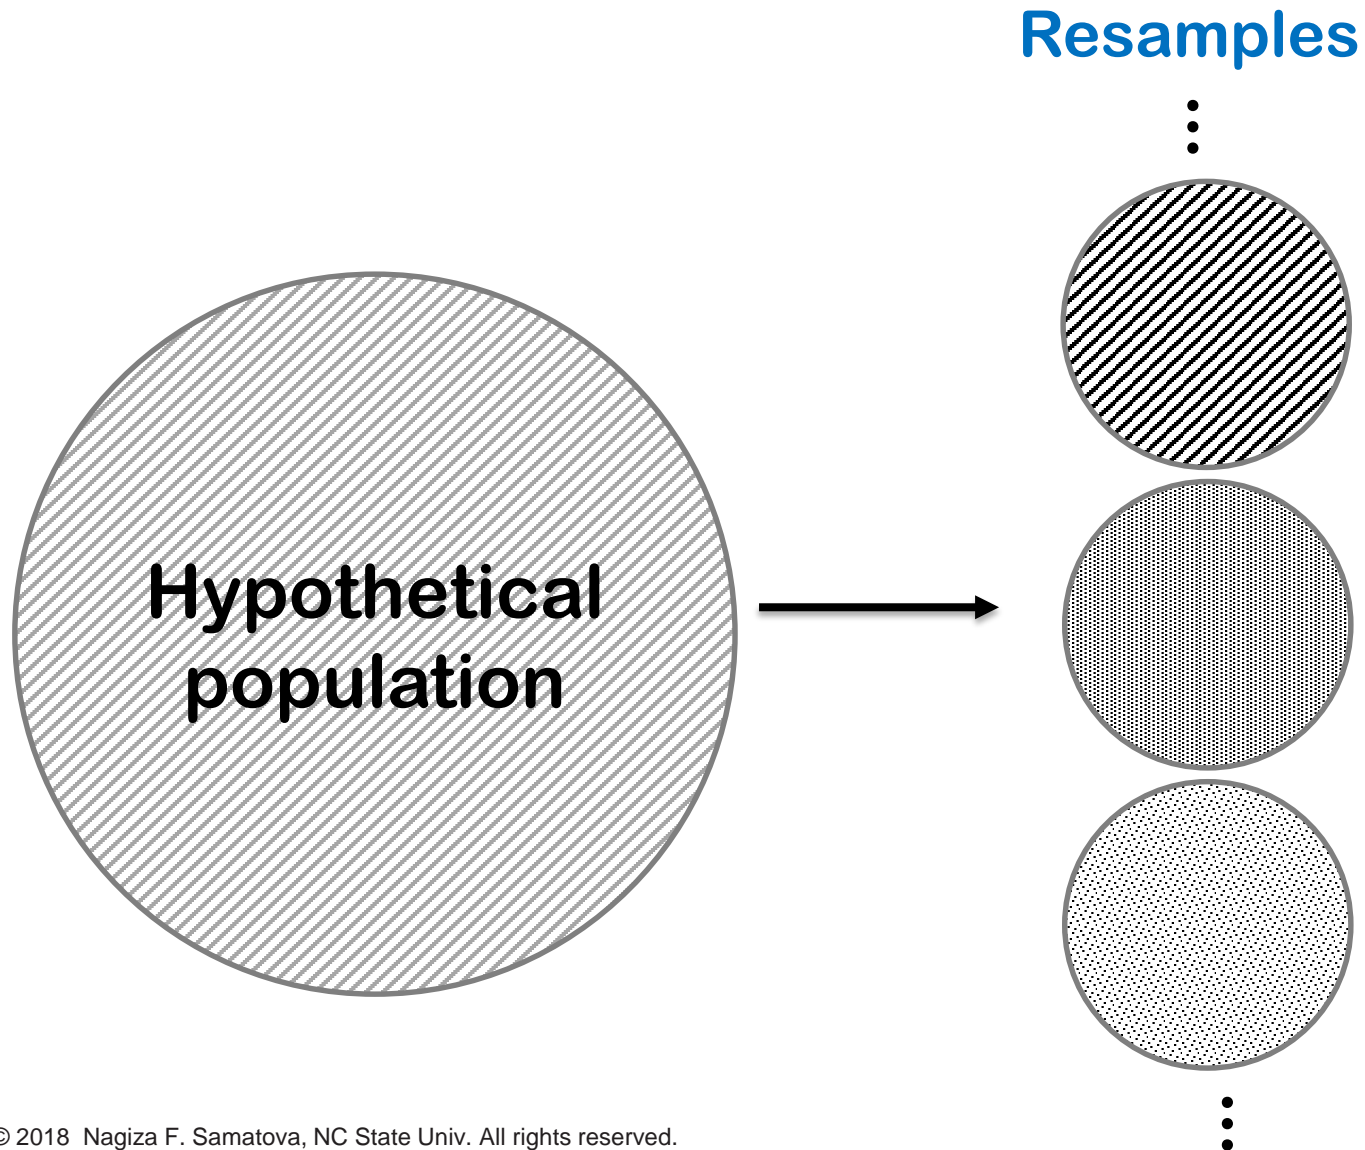 Resamples
Hypothetical
population
© 2018 Nagiza F. Samatova, NC State Univ. All rights reserved.